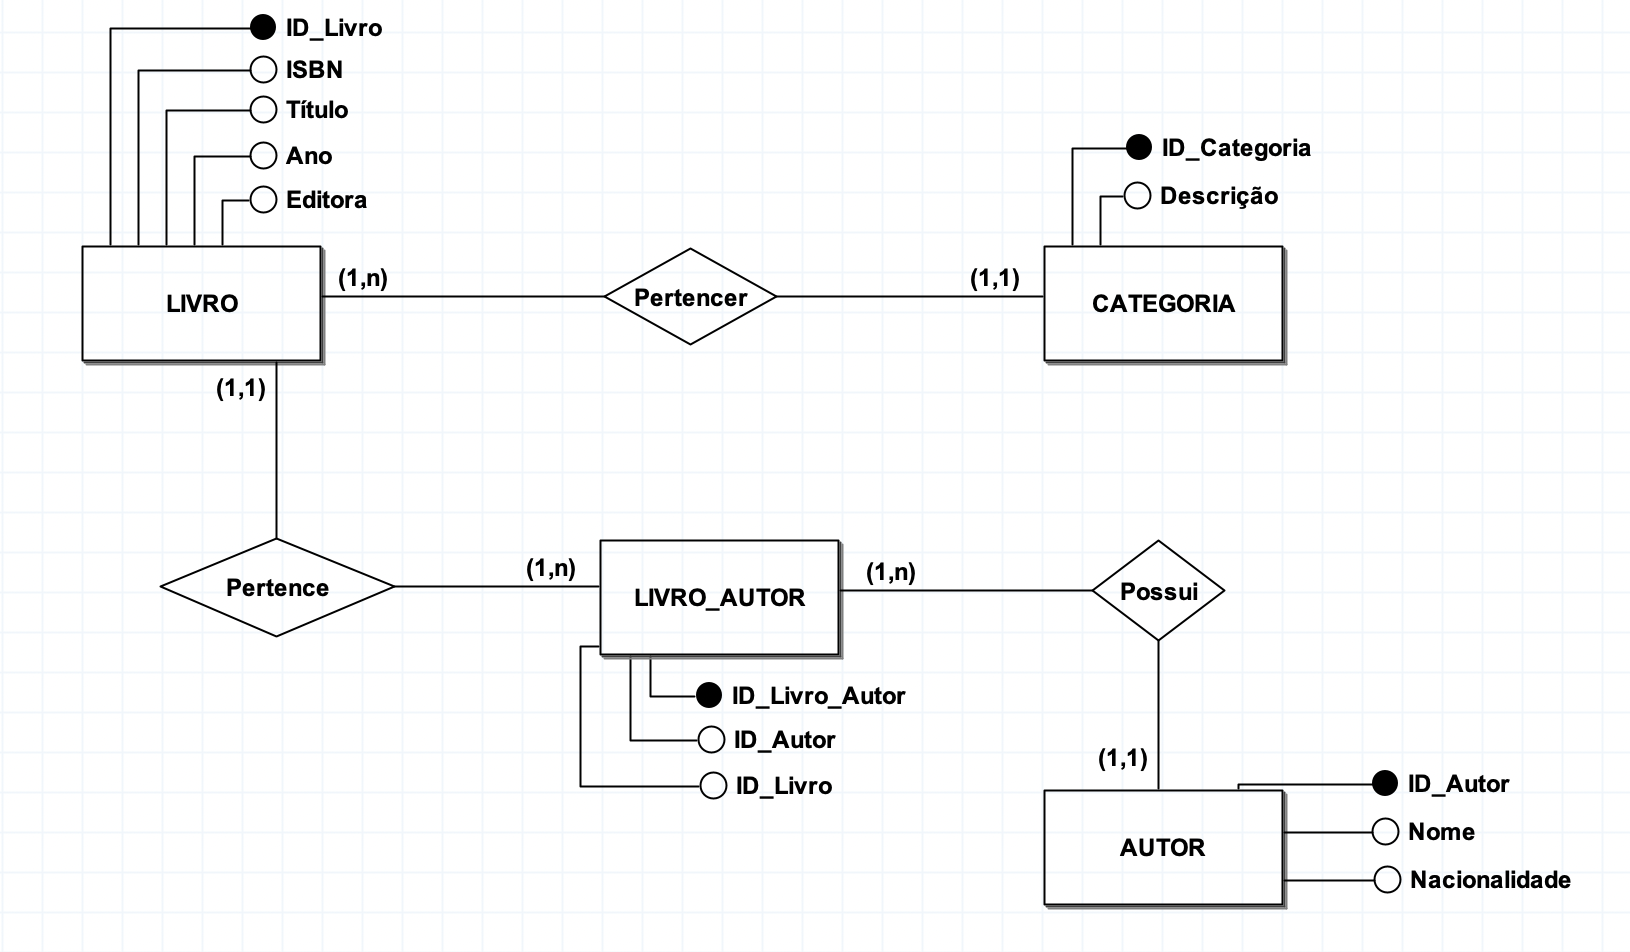 ID_Livro
ISBN
Título
Ano
Editora
ID_Categoria
Descrição
LIVRO
(1,n)
Pertencer
(1,1)
CATEGORIA
(1,1)
Pertence
(1,n)
LIVRO_AUTOR
(1,n)
Possui
ID_Livro_Autor
ID_Autor
ID_Livro
(1,1)
AUTOR
ID_Autor
Nome
Nacionalidade